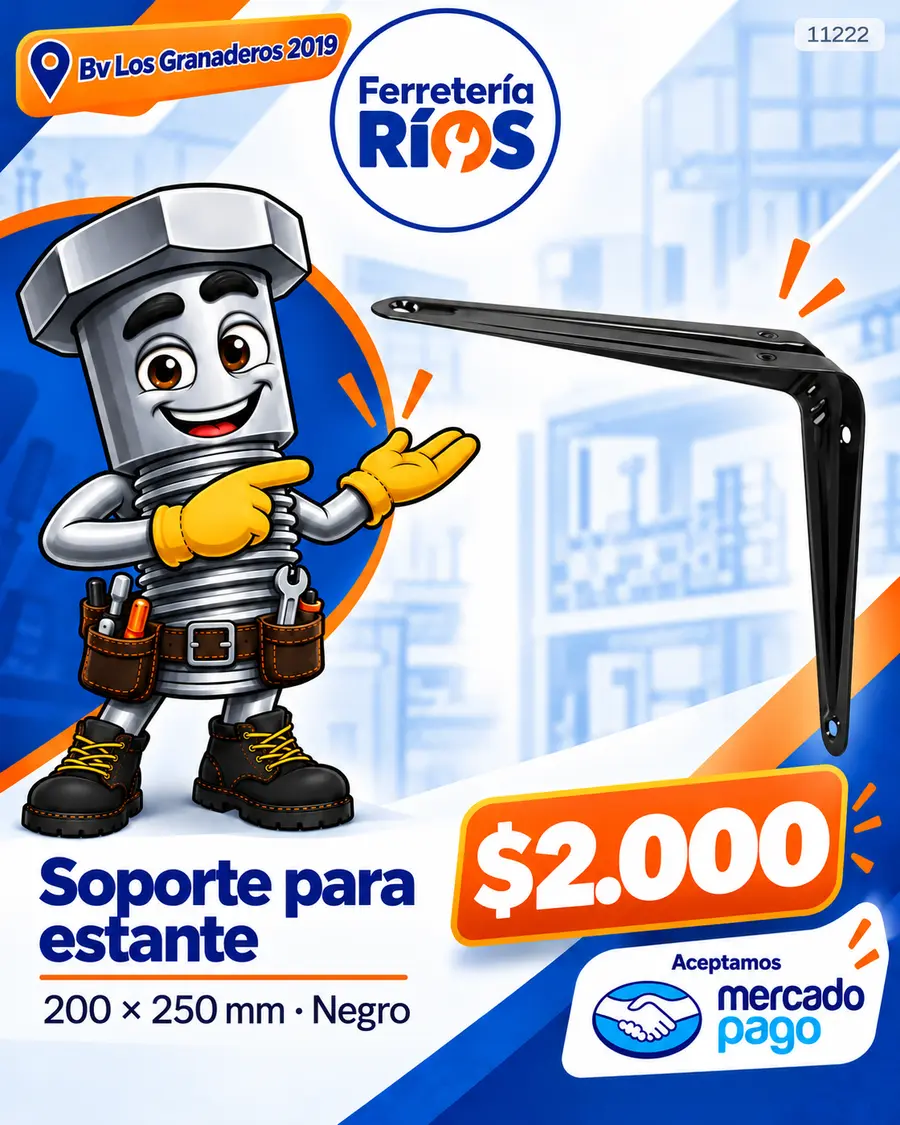 Bv Los Granaderos 2019
11222
Ferretería
RÍOS
$2.000
Soporte para
estante
200 × 250 mm · Negro
Aceptamos
mercado
pago